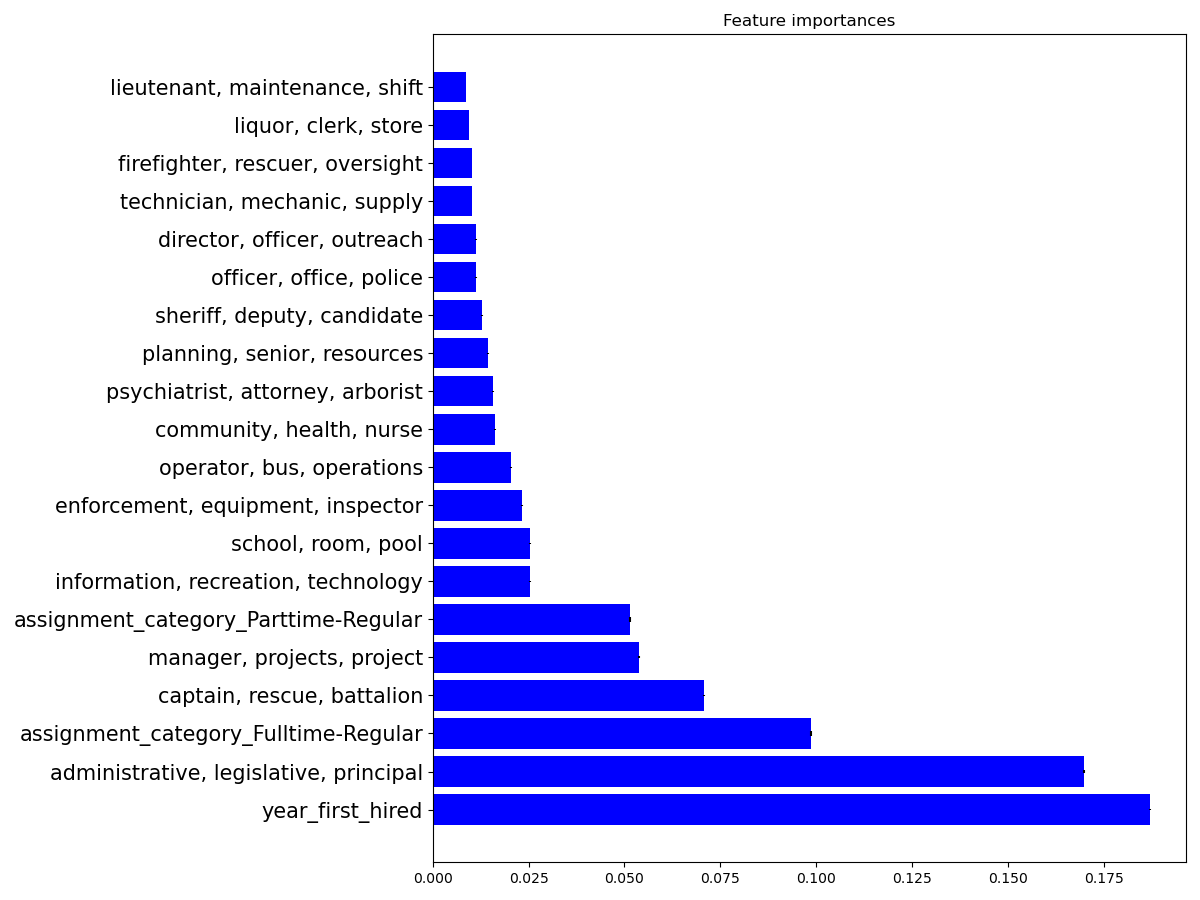 Feature importances
lieutenant, maintenance, shift
liquor, clerk, store
firefighter, rescuer, oversight
technician, mechanic, supply
director, officer, outreach
officer, office, police
sheriff, deputy, candidate
planning, senior, resources
psychiatrist, attorney, arborist
community, health, nurse
operator, bus, operations
enforcement, equipment, inspector
school, room, pool
information, recreation, technology
assignment_category_Parttime-Regular
manager, projects, project
captain, rescue, battalion
assignment_category_Fulltime-Regular
administrative, legislative, principal
year_first_hired
0.000 0.025 0.050 0.075 0.100 0.125 0.150 0.175